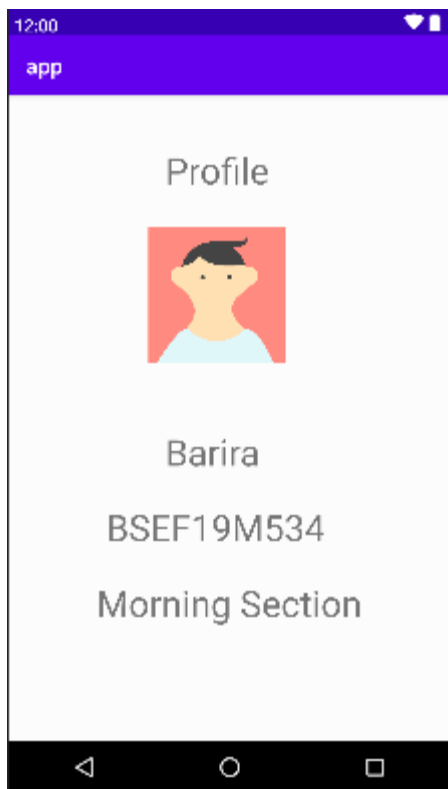 12:00
app
Profile
Barira
BSEF19M534
Morning Section